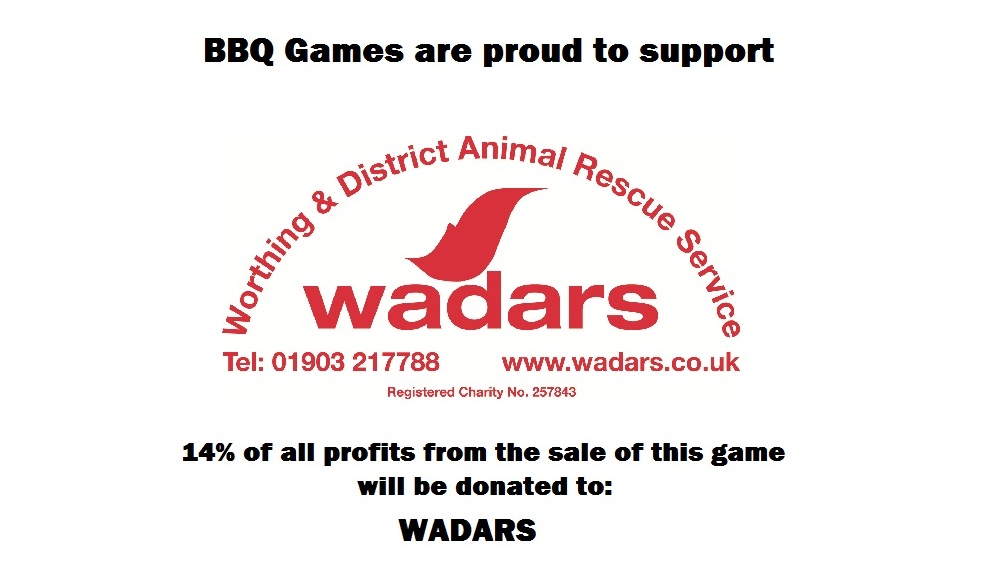 BBQ Games are proud to support
Worthing & District Animal Rescue Service
wadars
Tel: 01903 217788 www.wadars.co.uk
Registered Charity No. 257843
14% of all profits from the sale of this game
will be donated to:
WADARS